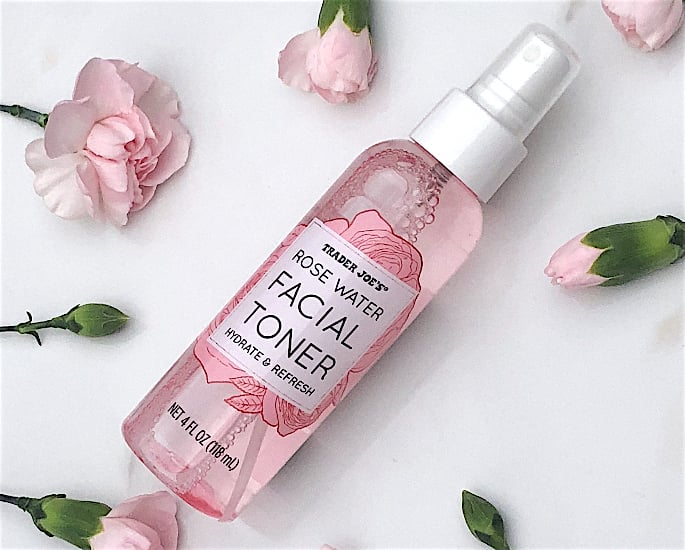 TRADER JOE'S®
ROSE WATER
FACIAL
TONER
HYDRATE & REFRESH
NET 4 FL OZ (118 mL)